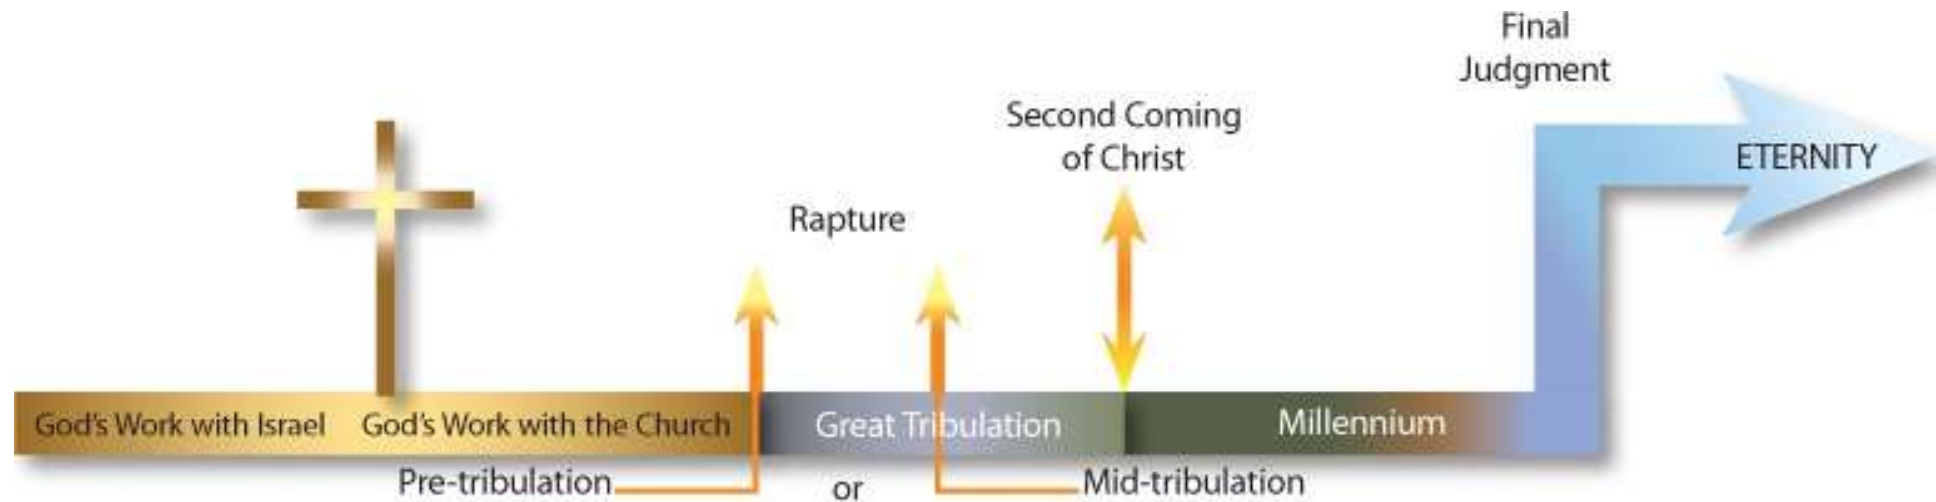 Final
Judgment
Second Coming
of Christ
ETERNITY
Rapture
God's Work with Israel
God's Work with the Church
Great Tribulation
Millennium
Pre-tribulation
or
Mid-tribulation